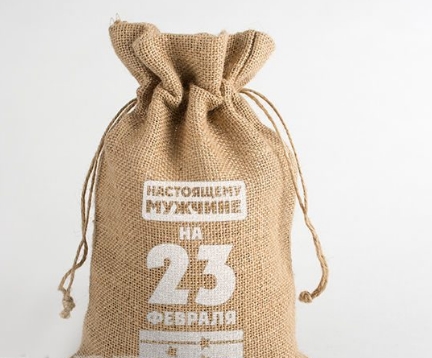 НАСТОЯЩЕМУ
МУЖЧИНЕ
НА
23
ФЕВРАЛЯ